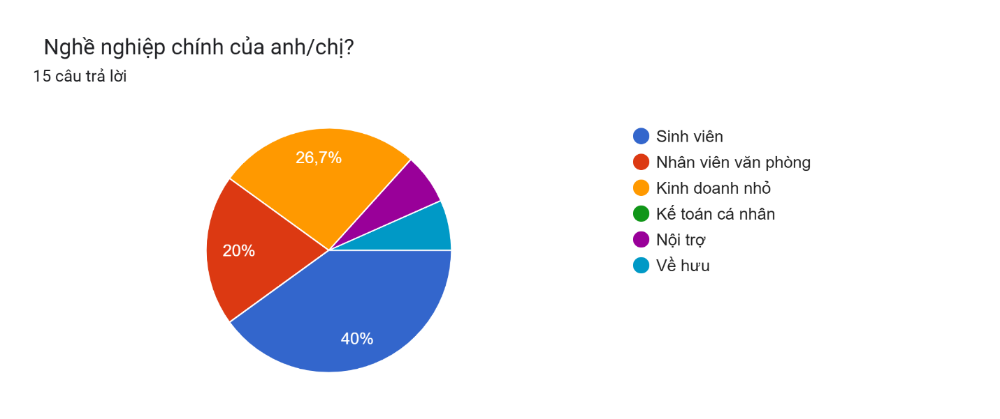 Nghề nghiệp chính của anh/chị?
15 câu trả lời
26,7%
20%
40%
Sinh viên
Nhân viên văn phòng
Kinh doanh nhỏ
Kế toán cá nhân
Nội trợ
Về hưu